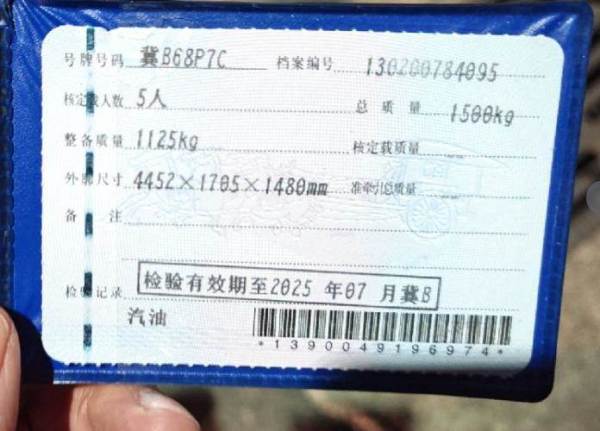 号牌号码 冀B68P7C 档案编号 130200784095
核定载人数 5人 总质量 1500kg
整备质量 1125kg 核定载质量
外廓尺寸 4452×1705×1480mm 准牵引总质量
备注
检验记录 检验有效期至2025年07月冀B
汽油
*1390049196974*